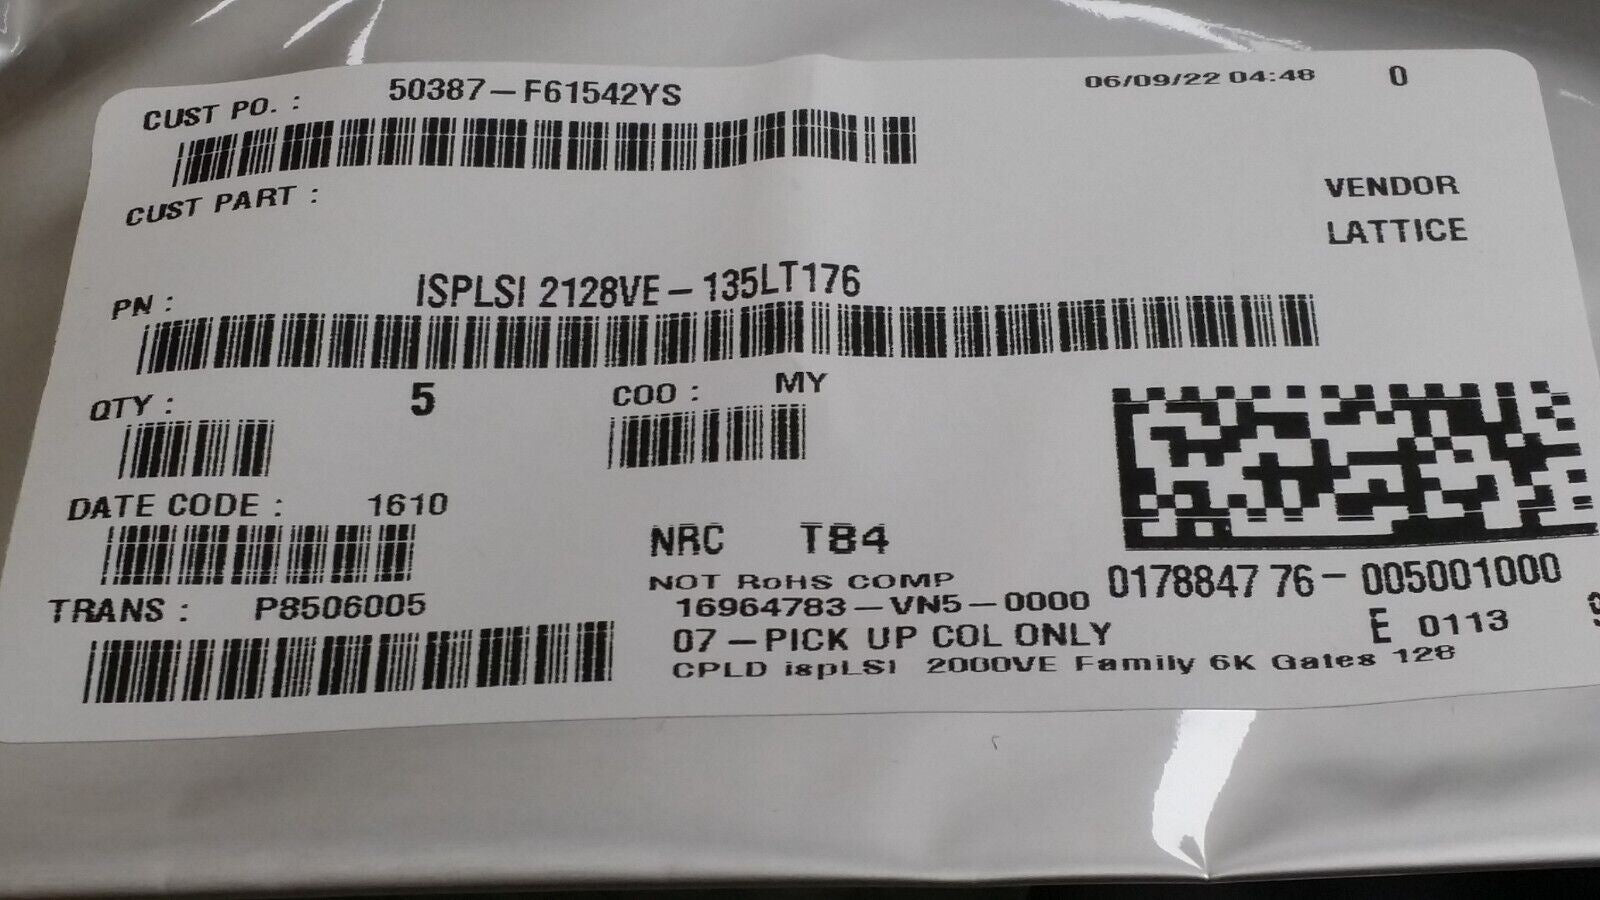 CUST PO. : 50387-F61542YS 06/09/22 04:48 0
CUST PART :
VENDOR
LATTICE
PN : ISPLSI 2128VE-135LT176
QTY : 5 COO : MY
DATE CODE : 1610
NRC T84
NOT RoHS COMP
TRANS : P8506005 16964783-VN5-0000 01788477 76-005001000
07-PICK UP COL ONLY E 0113
CPLD ispLSI 2000VE Family 6K Gates 128